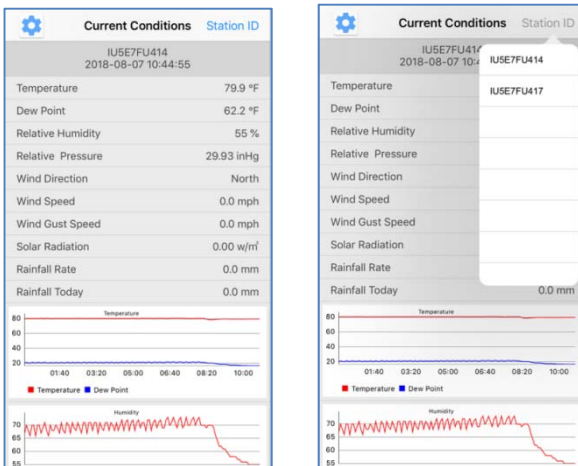 Current Conditions Station ID
IU5E7FU414
2018-08-07 10:44:55
Temperature 79.9 °F
Dew Point 62.2 °F
Relative Humidity 55 %
Relative Pressure 29.93 inHg
Wind Direction North
Wind Speed 0.0 mph
Wind Gust Speed 0.0 mph
Solar Radiation 0.00 w/㎡
Rainfall Rate 0.0 mm
Rainfall Today 0.0 mm
Temperature
80
60
40
20
01:40 03:20 05:00 06:40 08:20 10:00
Temperature Dew Point
Humidity
70
65
60
55
Current Conditions Station ID
IU5E7FU414
2018-08-07 10:4
IU5E7FU414
IU5E7FU417
Temperature
Dew Point
Relative Humidity
Relative Pressure
Wind Direction
Wind Speed
Wind Gust Speed
Solar Radiation
Rainfall Rate
Rainfall Today 0.0 mm
Temperature
80
60
40
20
01:40 03:20 05:00 06:40 08:20 10:00
Temperature Dew Point
Humidity
70
65
60
55